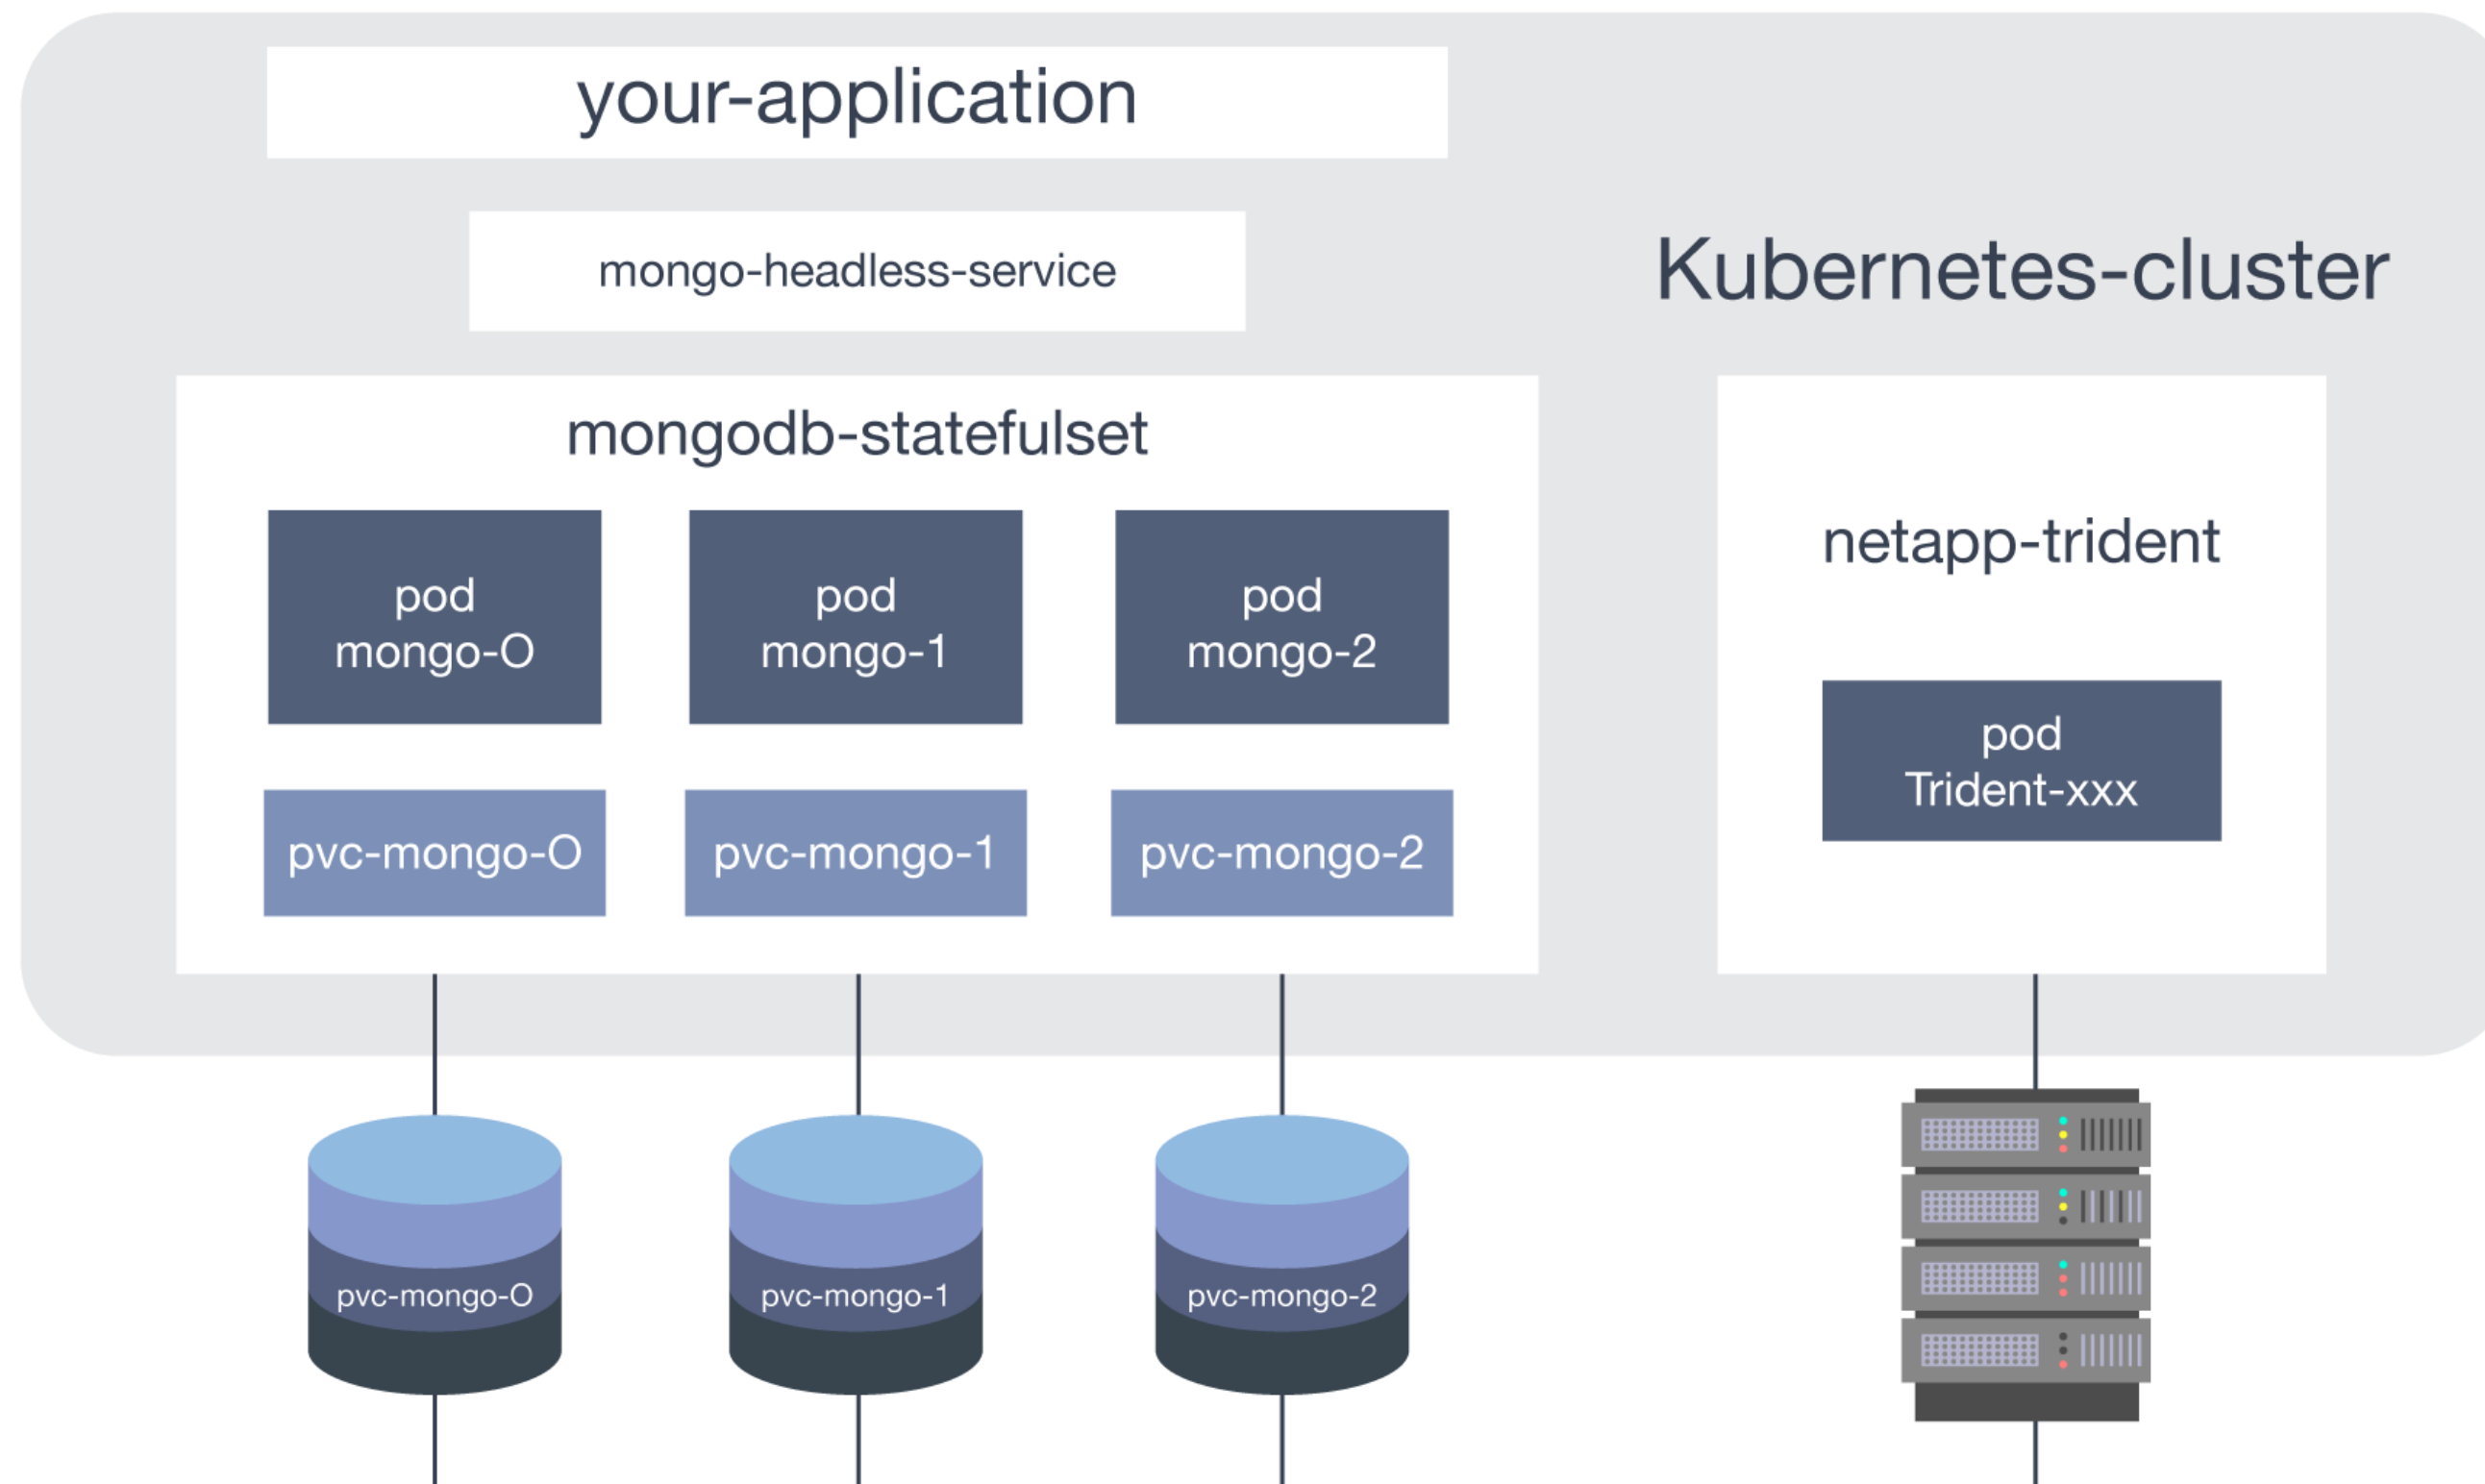 your-application
mongo-headless-service
Kubernetes-cluster
mongodb-statefulset
pod
mongo-O
pod
mongo-1
pod
mongo-2
pvc-mongo-O
pvc-mongo-1
pvc-mongo-2
netapp-trident
pod
Trident-xxx
pvc-mongo-O
pvc-mongo-1
pvc-mongo-2